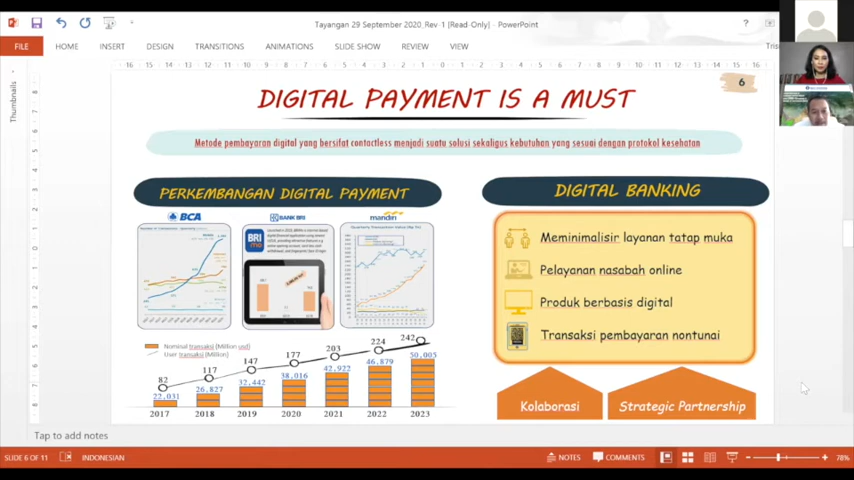 Tayangan 29 September 2020_Rev-1 [Read-Only] - PowerPoint
FILE HOME INSERT DESIGN TRANSITIONS ANIMATIONS SLIDE SHOW REVIEW VIEW
Thumbnails
6
DIGITAL PAYMENT IS A MUST
Metode pembayaran digital yang bersifat contactless menjadi suatu solusi sekaligus kebutuhan yang sesuai dengan protokol kesehatan
PERKEMBANGAN DIGITAL PAYMENT
BCA
BANK BRI
mandiri
BRI
mo
Nominal transaksi (Million usd)
User transaksi (Million)
82 117 147 177 203 224 242
22,031 26,827 32,442 38,016 42,922 46,879 50,005
2017 2018 2019 2020 2021 2022 2023
DIGITAL BANKING
Meminimalisir layanan tatap muka
Pelayanan nasabah online
Produk berbasis digital
Transaksi pembayaran nontunai
Kolaborasi
Strategic Partnership
Tap to add notes
SLIDE 6 OF 11 INDONESIAN NOTES COMMENTS 78%